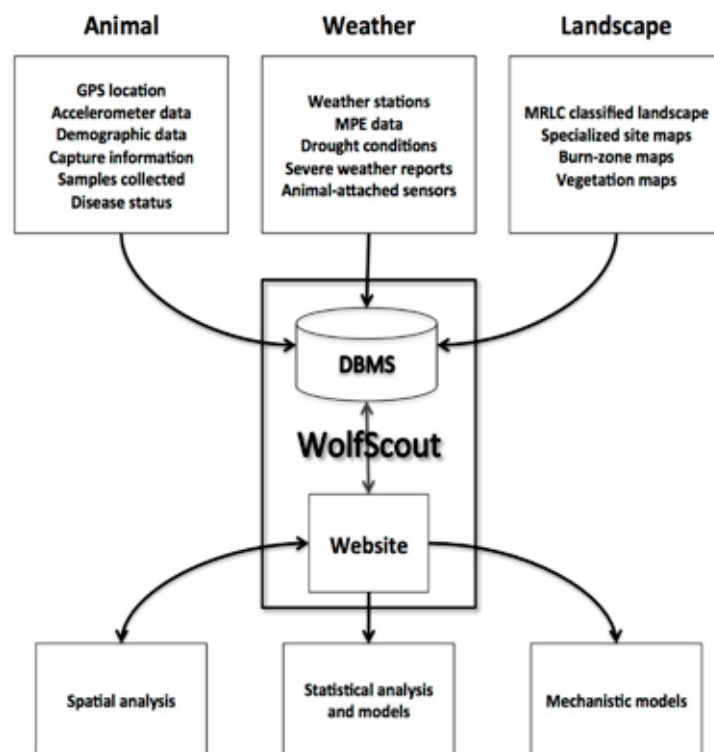 Animal
GPS location
Accelerometer data
Demographic data
Capture information
Samples collected
Disease status
Weather
Weather stations
MPE data
Drought conditions
Severe weather reports
Animal-attached sensors
Landscape
MRLC classified landscape
Specialized site maps
Burn-zone maps
Vegetation maps
DBMS
WolfScout
Website
Spatial analysis
Statistical analysis
and models
Mechanistic models